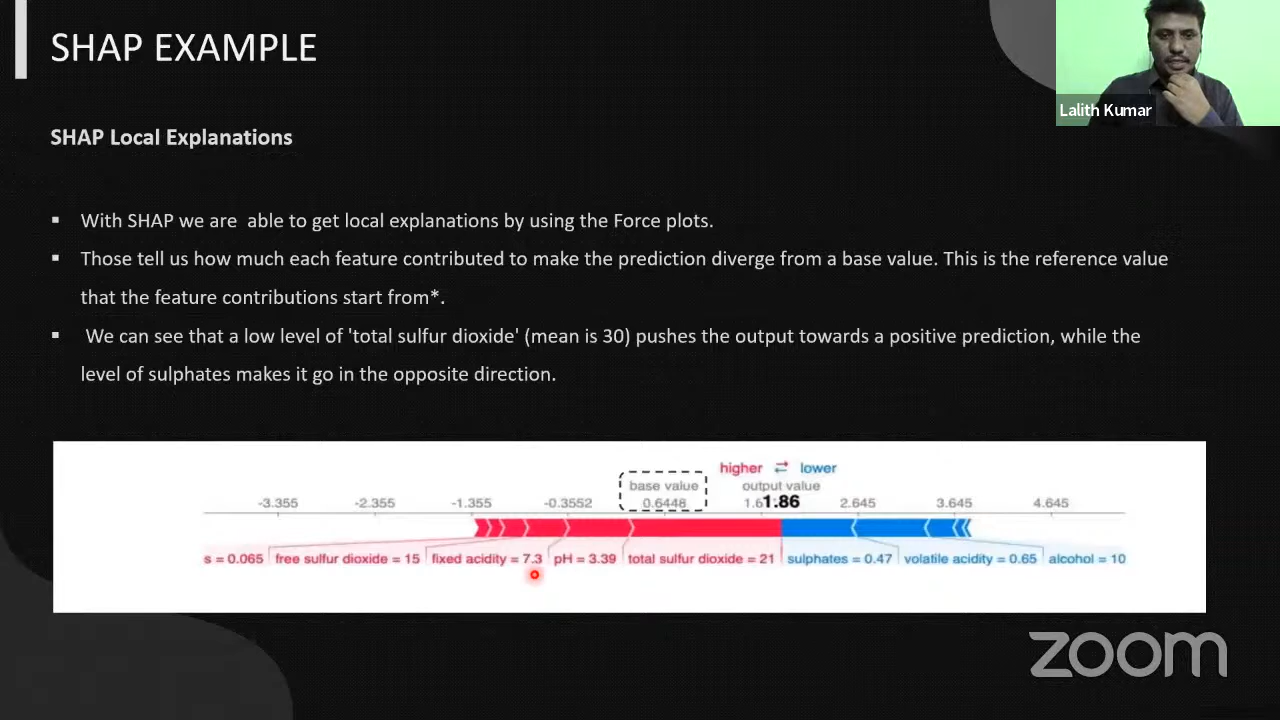 SHAP EXAMPLE
Lalith Kumar
SHAP Local Explanations
▪ With SHAP we are able to get local explanations by using the Force plots.
▪ Those tell us how much each feature contributed to make the prediction diverge from a base value. This is the reference value
that the feature contributions start from*.
▪ We can see that a low level of 'total sulfur dioxide' (mean is 30) pushes the output towards a positive prediction, while the
level of sulphates makes it go in the opposite direction.
higher ⇄ lower
base value output value
-3.355 -2.355 -1.355 -0.3552 0.6448 1.86 2.645 3.645 4.645
s = 0.065 free sulfur dioxide = 15 fixed acidity = 7.3 pH = 3.39 total sulfur dioxide = 21 sulphates = 0.47 volatile acidity = 0.65 alcohol = 10
zoom